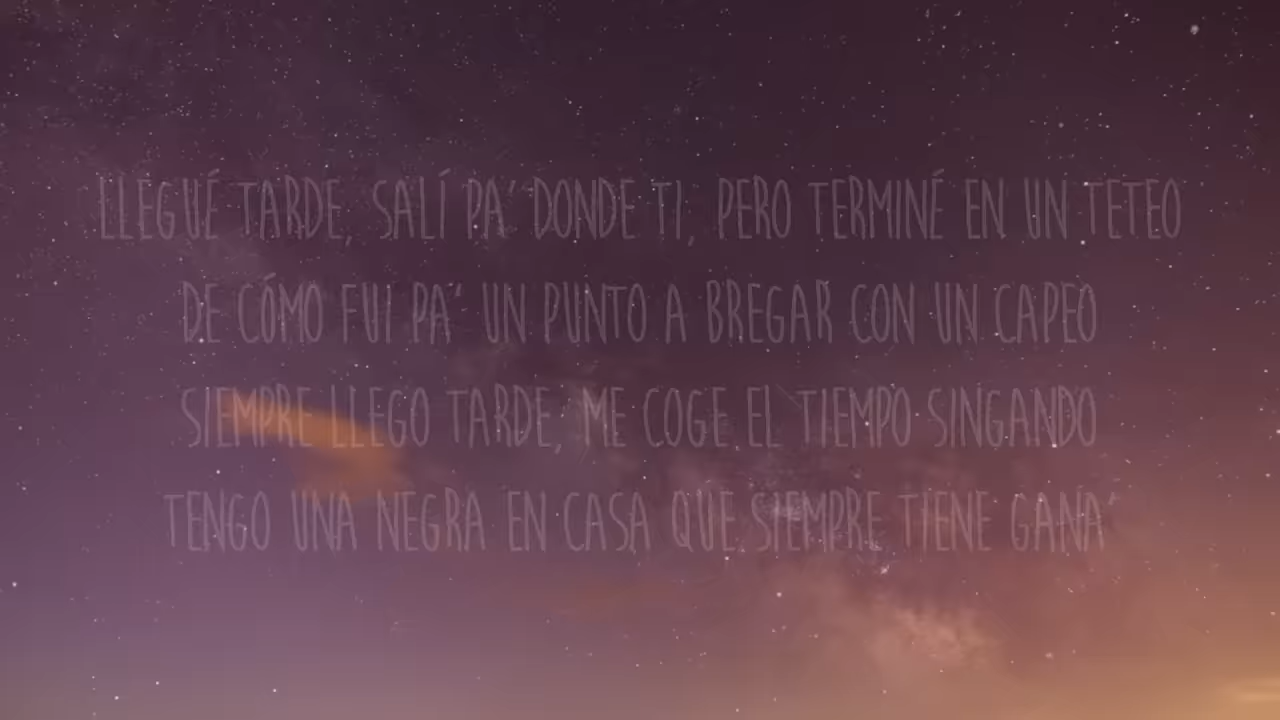 LLEGUÉ TARDE, SALÍ PA' DONDE TI, PERO TERMINÉ EN UN TETEO
DE CÓMO FUI PA' UN PUNTO A BREGAR CON UN CAPEO
SIEMPRE LLEGO TARDE, ME COGE EL TIEMPO SINGANDO
TENGO UNA NEGRA EN CASA QUE SIEMPRE TIENE GANA'